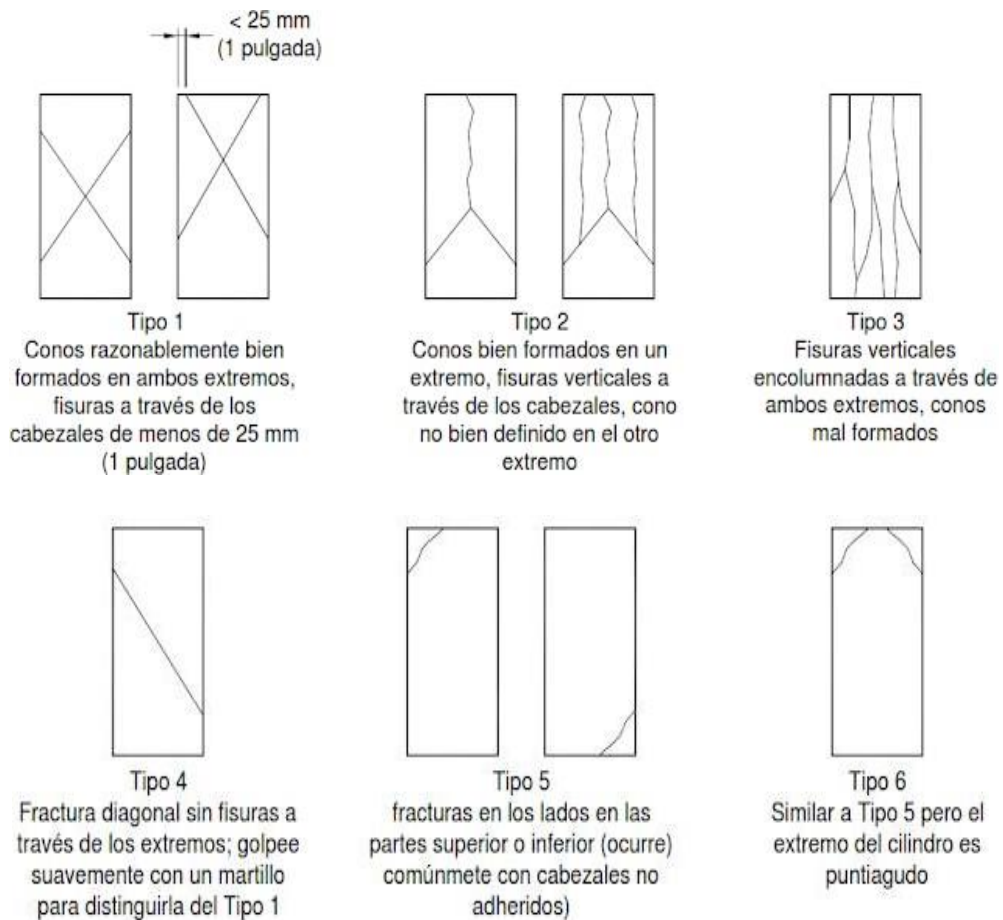 < 25 mm
(1 pulgada)
Tipo 1
Conos razonablemente bien
formados en ambos extremos,
fisuras a través de los
cabezales de menos de 25 mm
(1 pulgada)
Tipo 2
Conos bien formados en un
extremo, fisuras verticales a
través de los cabezales, cono
no bien definido en el otro
extremo
Tipo 3
Fisuras verticales
encolumnadas a través de
ambos extremos, conos
mal formados
Tipo 4
Fractura diagonal sin fisuras a
través de los extremos; golpee
suavemente con un martillo
para distinguirla del Tipo 1
Tipo 5
fracturas en los lados en las
partes superior o inferior (ocurre)
comúnmete con cabezales no
adheridos)
Tipo 6
Similar a Tipo 5 pero el
extremo del cilindro es
puntiagudo